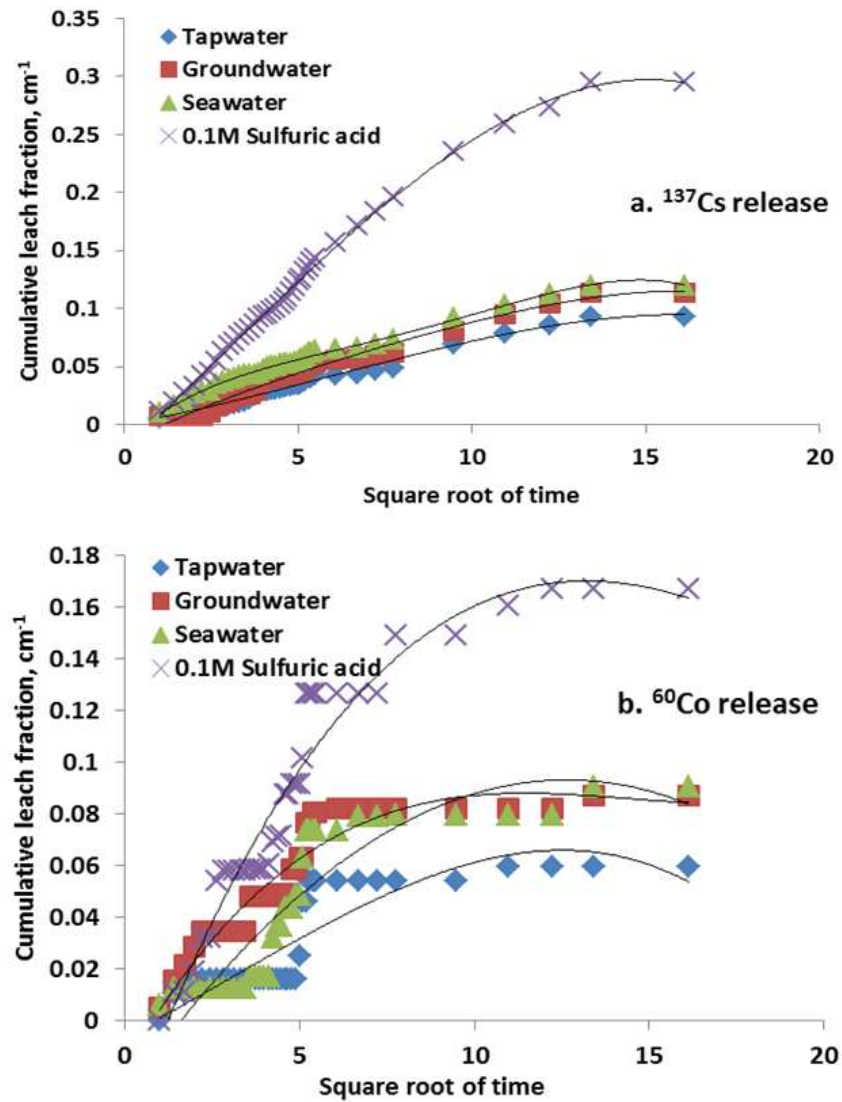 0.35
0.3
0.25
0.2
0.15
0.1
0.05
0
Cumulative leach fraction, cm⁻¹
Tapwater
Groundwater
Seawater
0.1M Sulfuric acid
a. ¹³⁷Cs release
0 5 10 15 20
Square root of time
0.18
0.16
0.14
0.12
0.1
0.08
0.06
0.04
0.02
0
Cumulative leach fraction, cm⁻¹
Tapwater
Groundwater
Seawater
0.1M Sulfuric acid
b. ⁶⁰Co release
0 5 10 15 20
Square root of time